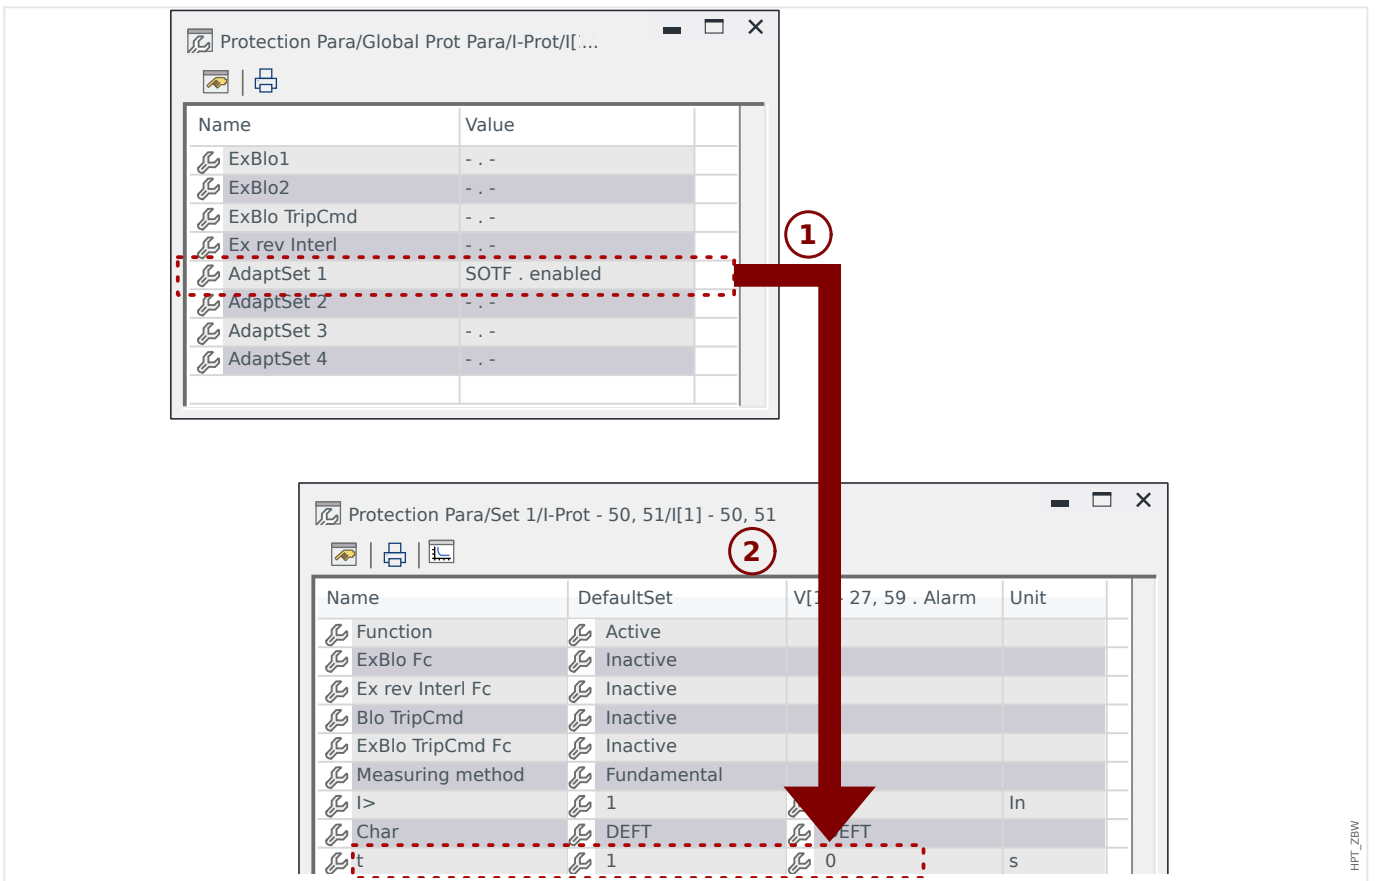 Protection Para/Global Prot Para/I-Prot/I[...
Name Value
ExBlo1 - . -
ExBlo2 - . -
ExBlo TripCmd - . -
Ex rev Interl - . -
AdaptSet 1 SOTF . enabled
AdaptSet 2 - . -
AdaptSet 3 - . -
AdaptSet 4 - . -
1
Protection Para/Set 1/I-Prot - 50, 51/I[1] - 50, 51
2
Name DefaultSet 27, 59 . Alarm Unit
Function Active
ExBlo Fc Inactive
Ex rev Interl Fc Inactive
Blo TripCmd Inactive
ExBlo TripCmd Fc Inactive
Measuring method Fundamental
I> 1 In
Char DEFT
t 1 0 s
HPT_ZBW